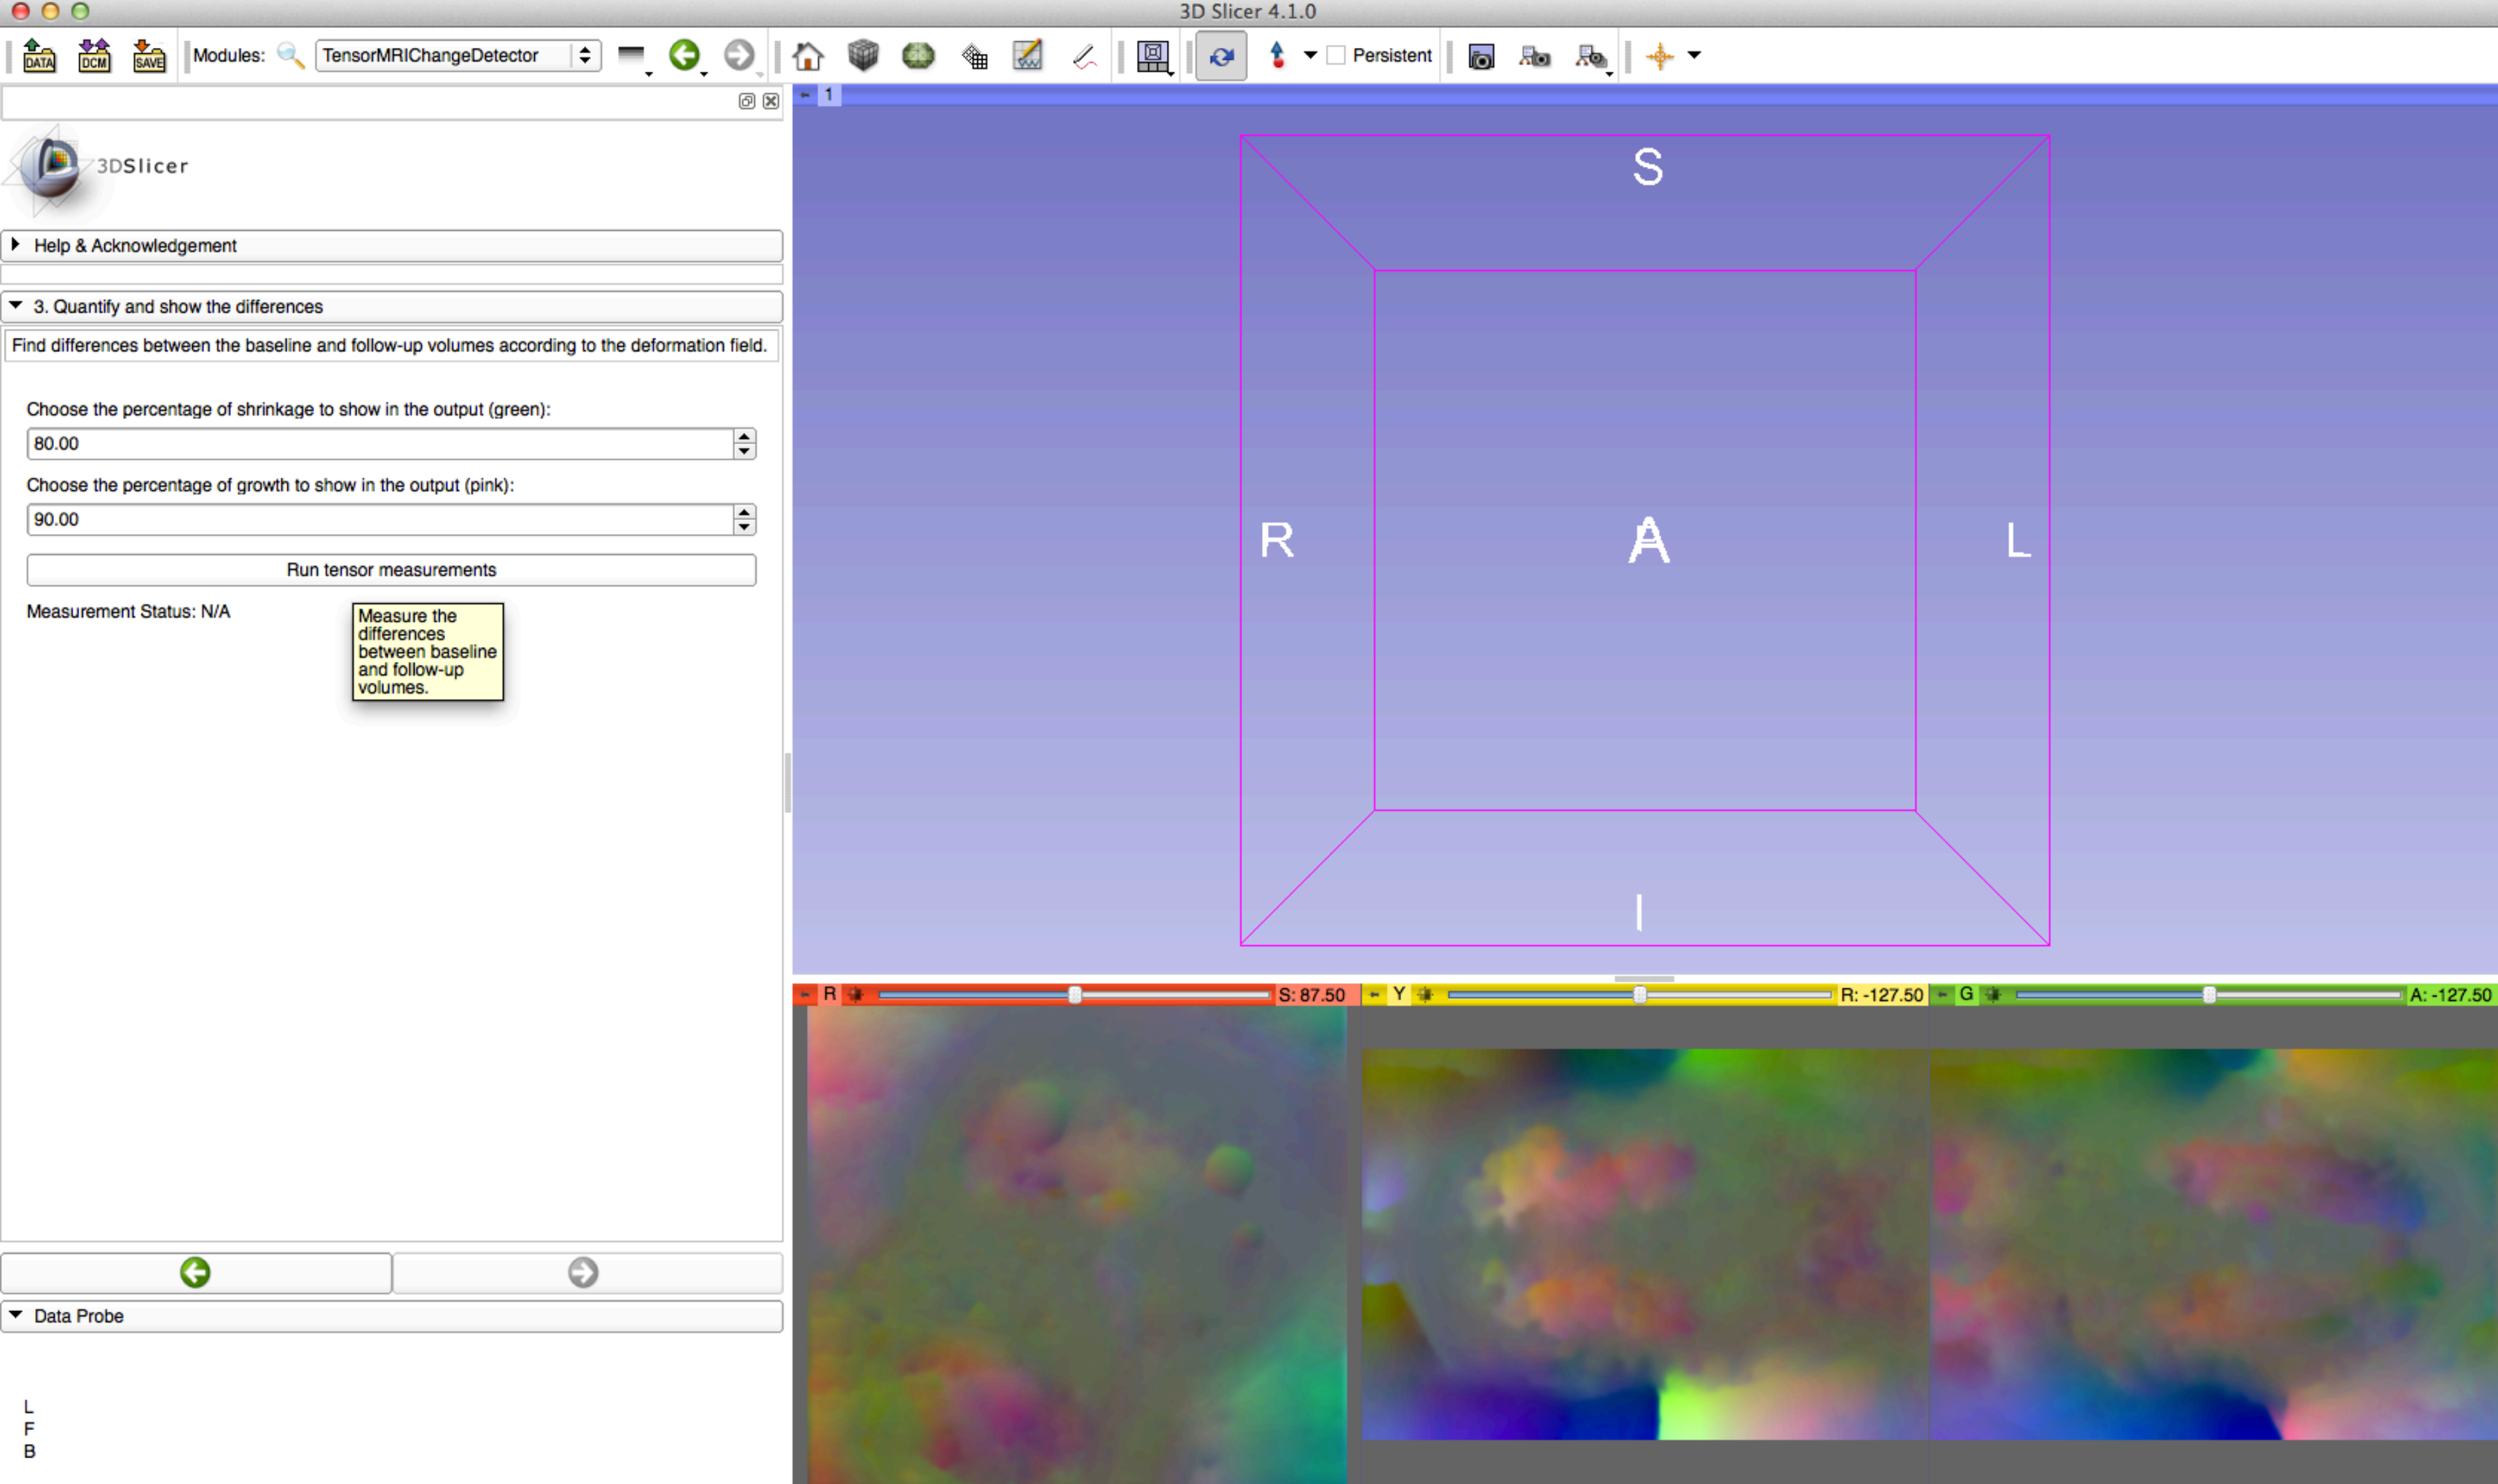 3D Slicer 4.1.0
DATA
DCM
SAVE
Modules:
TensorMRIChangeDetector
Persistent
1
3DSlicer
Help & Acknowledgement
3. Quantify and show the differences
Find differences between the baseline and follow-up volumes according to the deformation field.
Choose the percentage of shrinkage to show in the output (green):
80.00
Choose the percentage of growth to show in the output (pink):
90.00
Run tensor measurements
Measurement Status: N/A
Measure the
differences
between baseline
and follow-up
volumes.
S
R
A
L
I
R
S: 87.50
Y
R: -127.50
G
A: -127.50
Data Probe
L
F
B